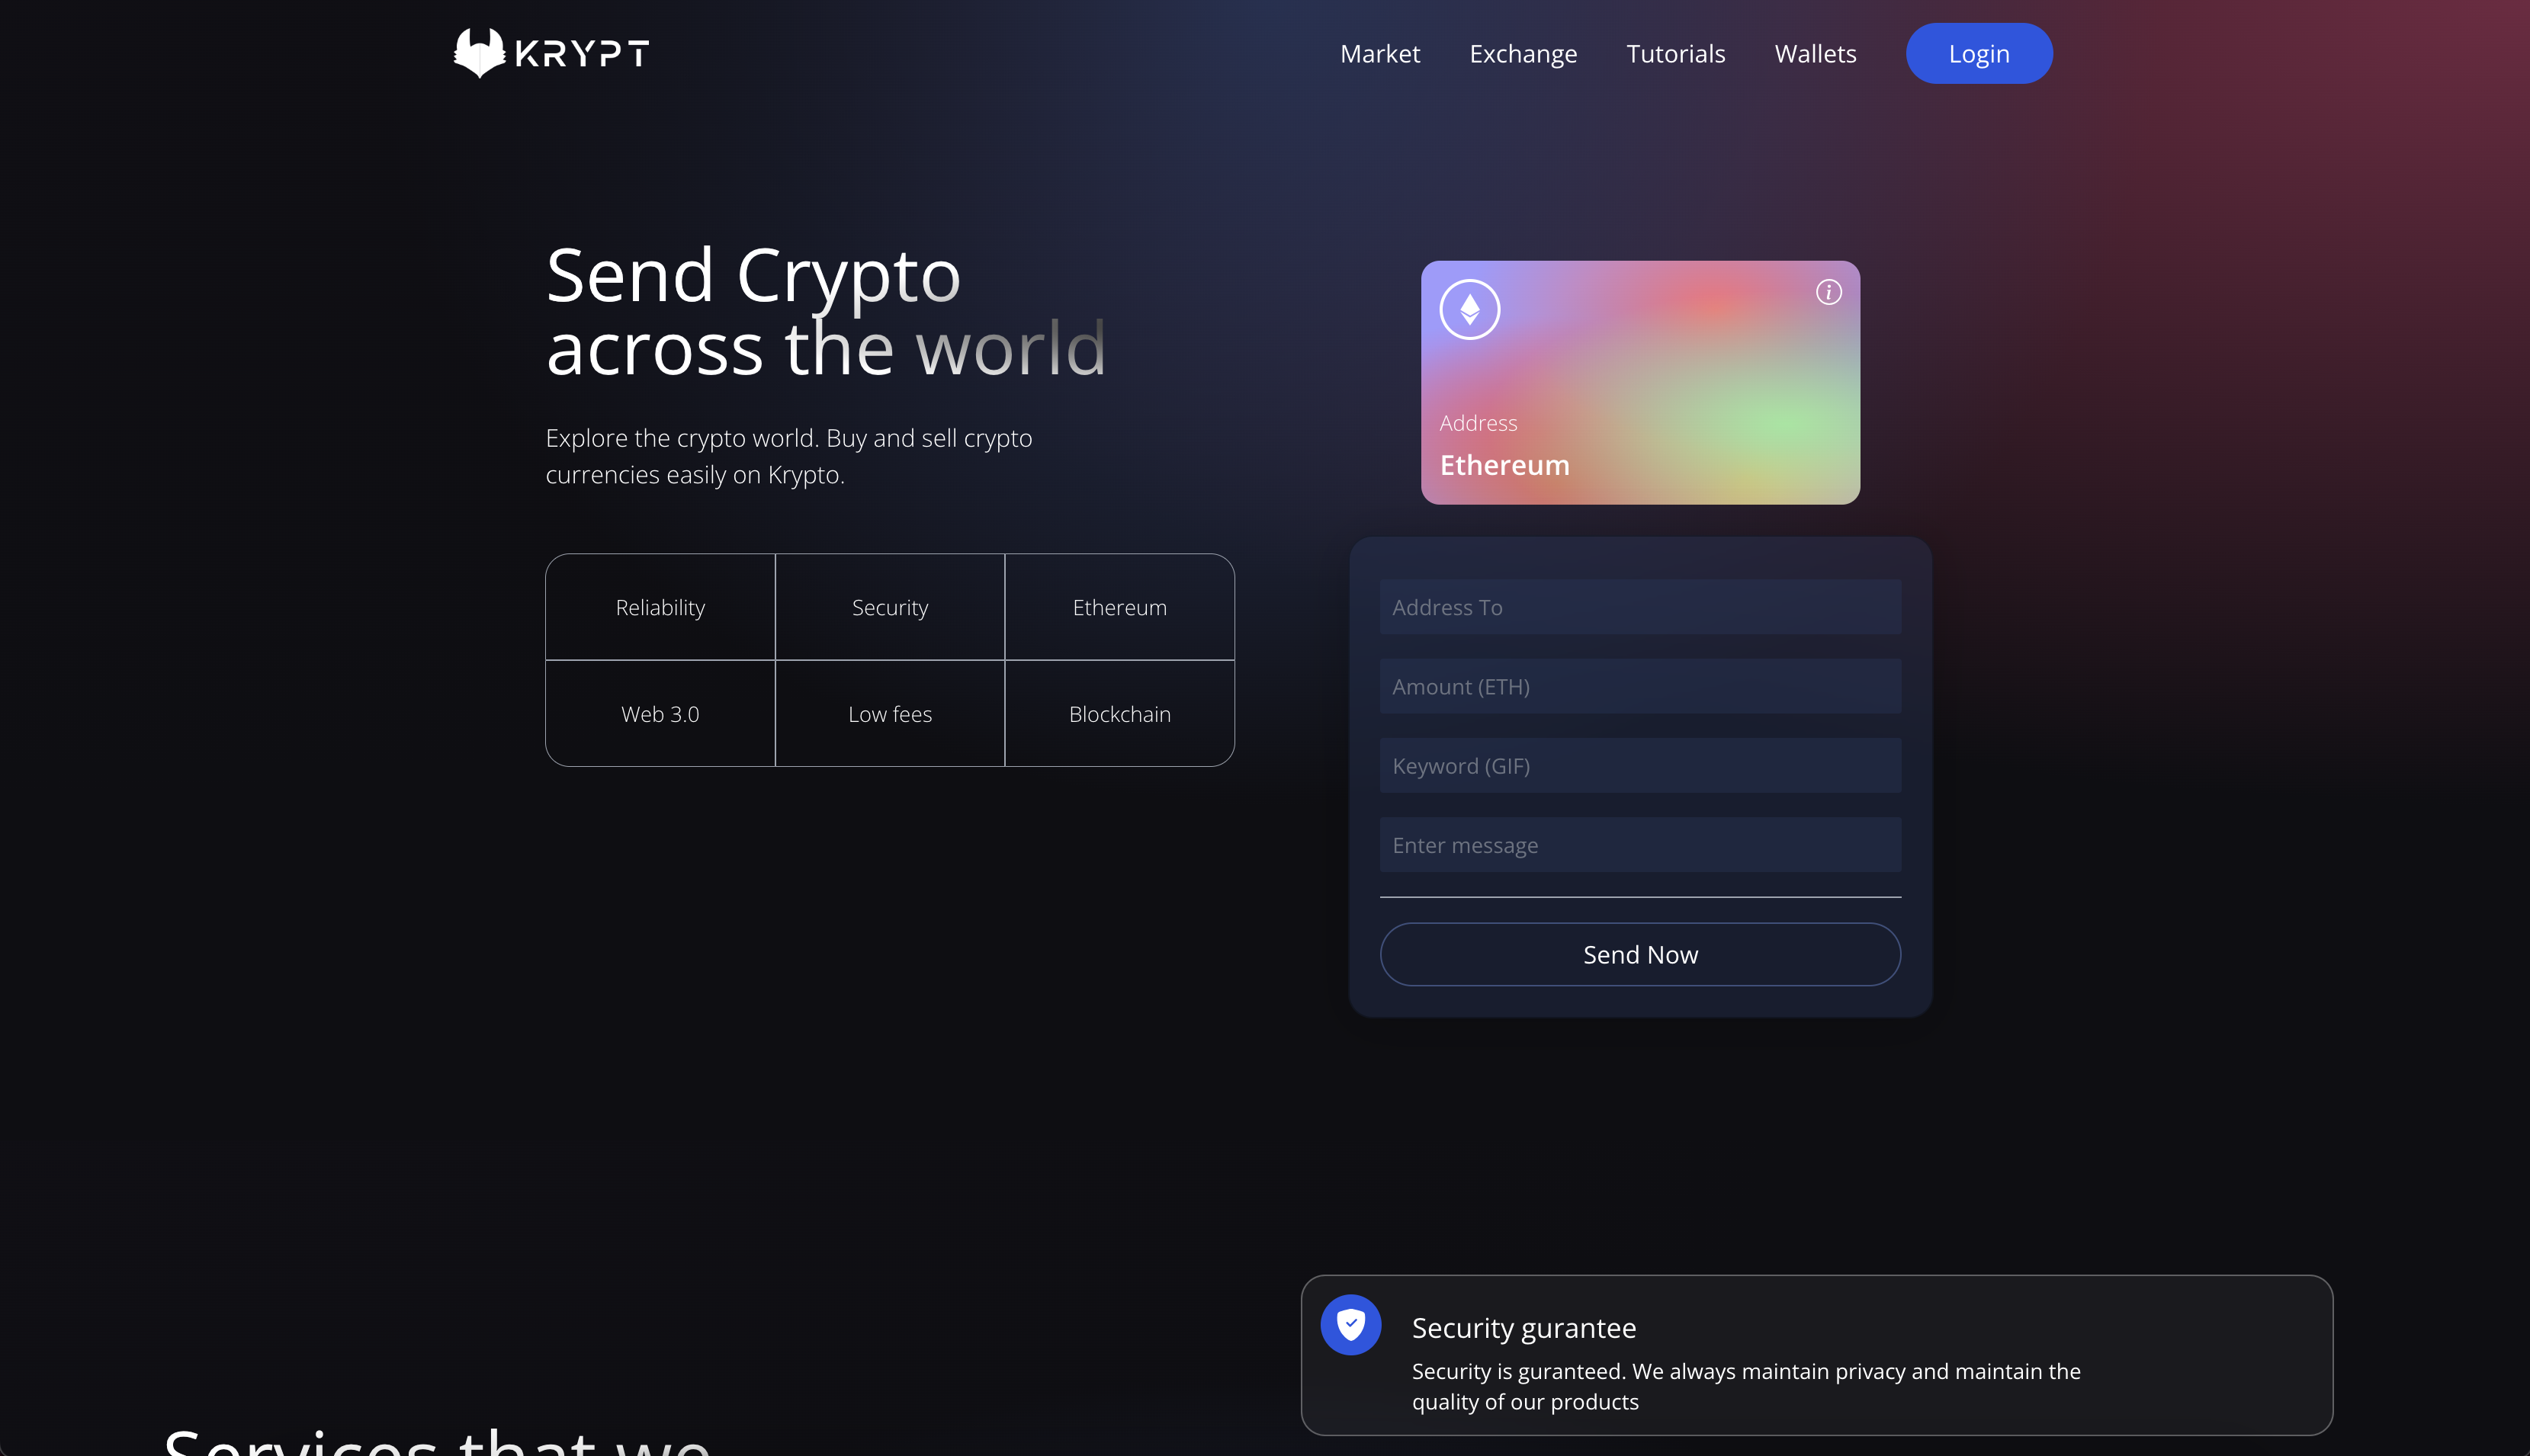 KRYPT
Market
Exchange
Tutorials
Wallets
Login
Send Crypto
across the world
Explore the crypto world. Buy and sell crypto
currencies easily on Krypto.
Reliability
Security
Ethereum
Web 3.0
Low fees
Blockchain
i
Address
Ethereum
Address To
Amount (ETH)
Keyword (GIF)
Enter message
Send Now
Security gurantee
Security is guranteed. We always maintain privacy and maintain the
quality of our products
Services that we